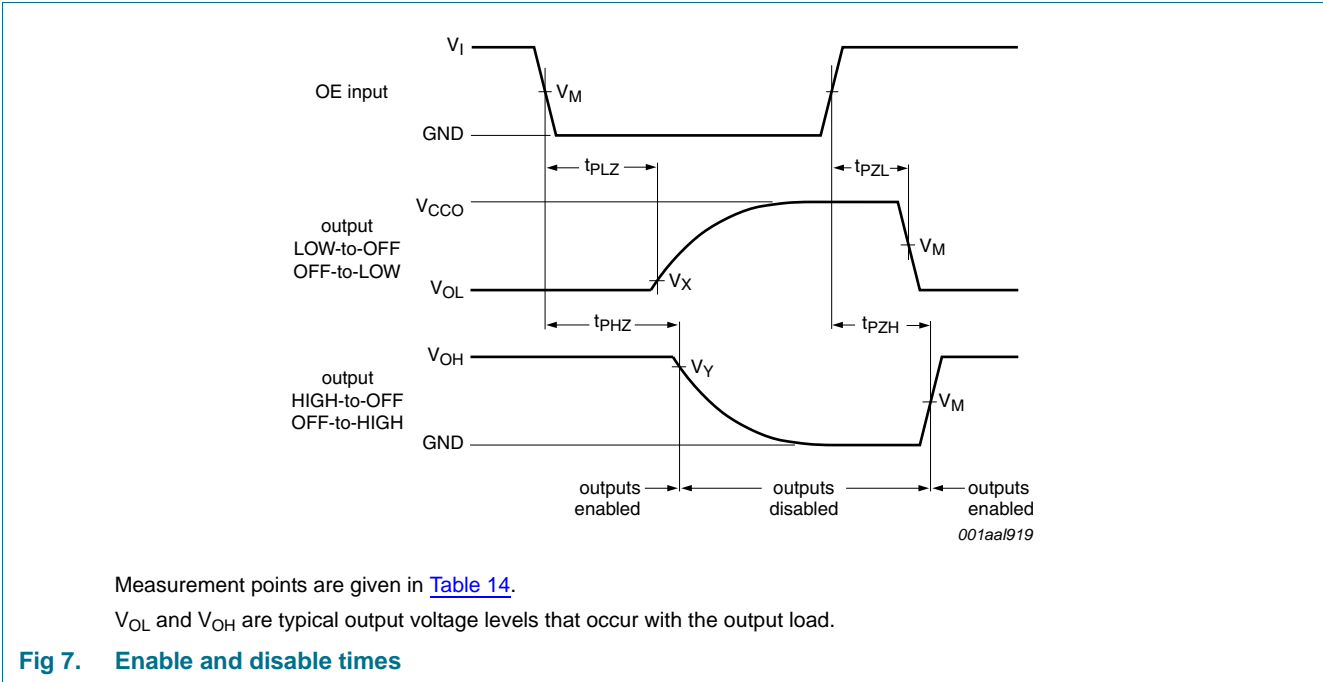 V_I
OE input
V_M
GND
t_PLZ
t_PZL
V_CCO
output
LOW-to-OFF
OFF-to-LOW
V_M
V_X
V_OL
t_PHZ
t_PZH
V_OH
output
HIGH-to-OFF
OFF-to-HIGH
V_Y
V_M
GND
outputs
enabled
outputs
disabled
outputs
enabled
001aal919
Measurement points are given in Table 14.
V_OL and V_OH are typical output voltage levels that occur with the output load.
Fig 7. Enable and disable times